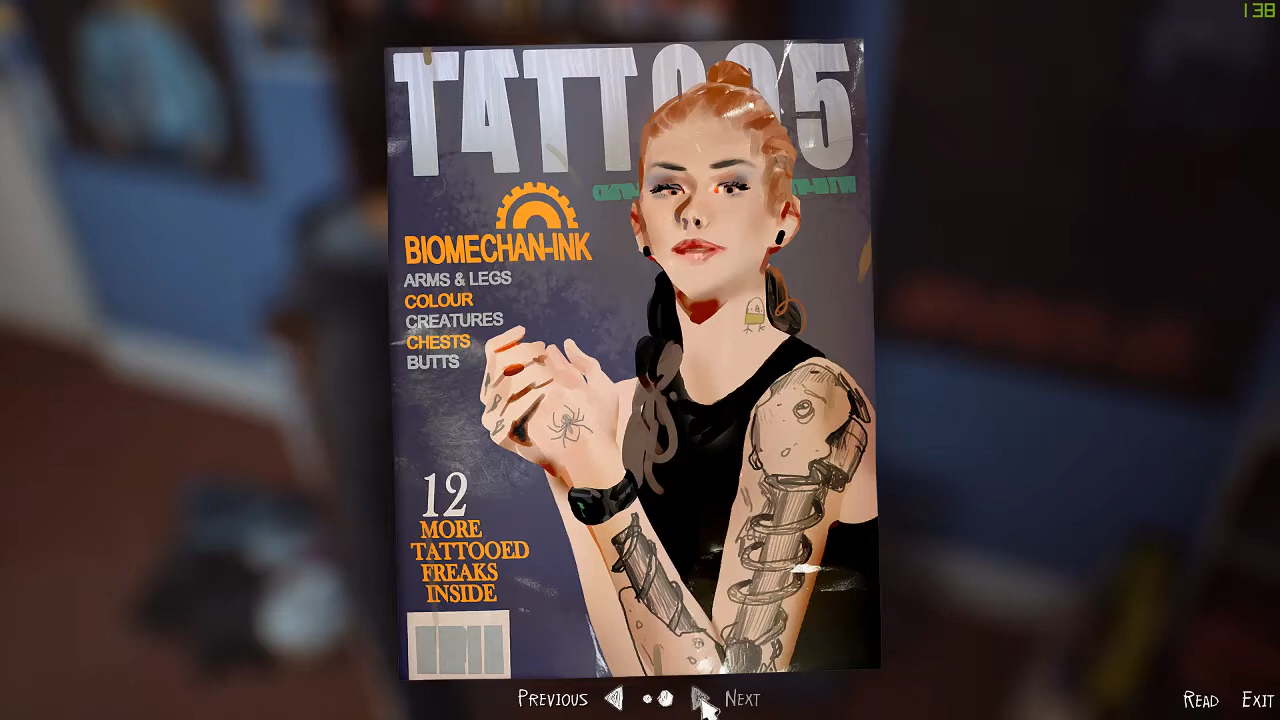 138
TATTOO5
BIOMECHAN-INK
ARMS & LEGS
COLOUR
CREATURES
CHESTS
BUTTS
12
MORE
TATTOOED
FREAKS
INSIDE
PREVIOUS
NEXT
READ
EXIT